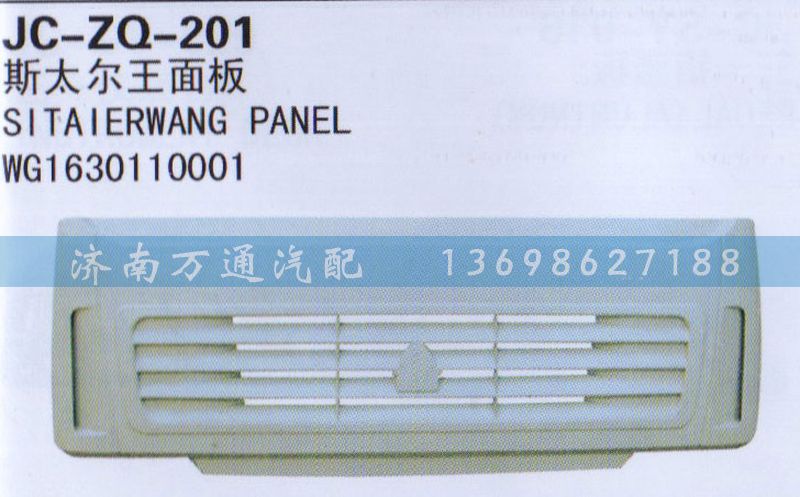 JC-ZQ-201
斯太尔王面板
SITAIERWANG PANEL
WG1630110001
济南万通汽配 13698627188